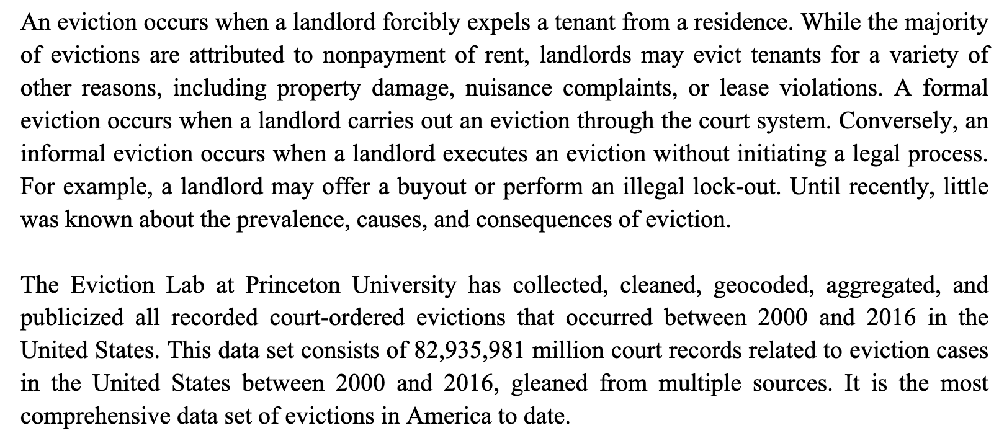 An eviction occurs when a landlord forcibly expels a tenant from a residence. While the majority
of evictions are attributed to nonpayment of rent, landlords may evict tenants for a variety of
other reasons, including property damage, nuisance complaints, or lease violations. A formal
eviction occurs when a landlord carries out an eviction through the court system. Conversely, an
informal eviction occurs when a landlord executes an eviction without initiating a legal process.
For example, a landlord may offer a buyout or perform an illegal lock-out. Until recently, little
was known about the prevalence, causes, and consequences of eviction.
The Eviction Lab at Princeton University has collected, cleaned, geocoded, aggregated, and
publicized all recorded court-ordered evictions that occurred between 2000 and 2016 in the
United States. This data set consists of 82,935,981 million court records related to eviction cases
in the United States between 2000 and 2016, gleaned from multiple sources. It is the most
comprehensive data set of evictions in America to date.